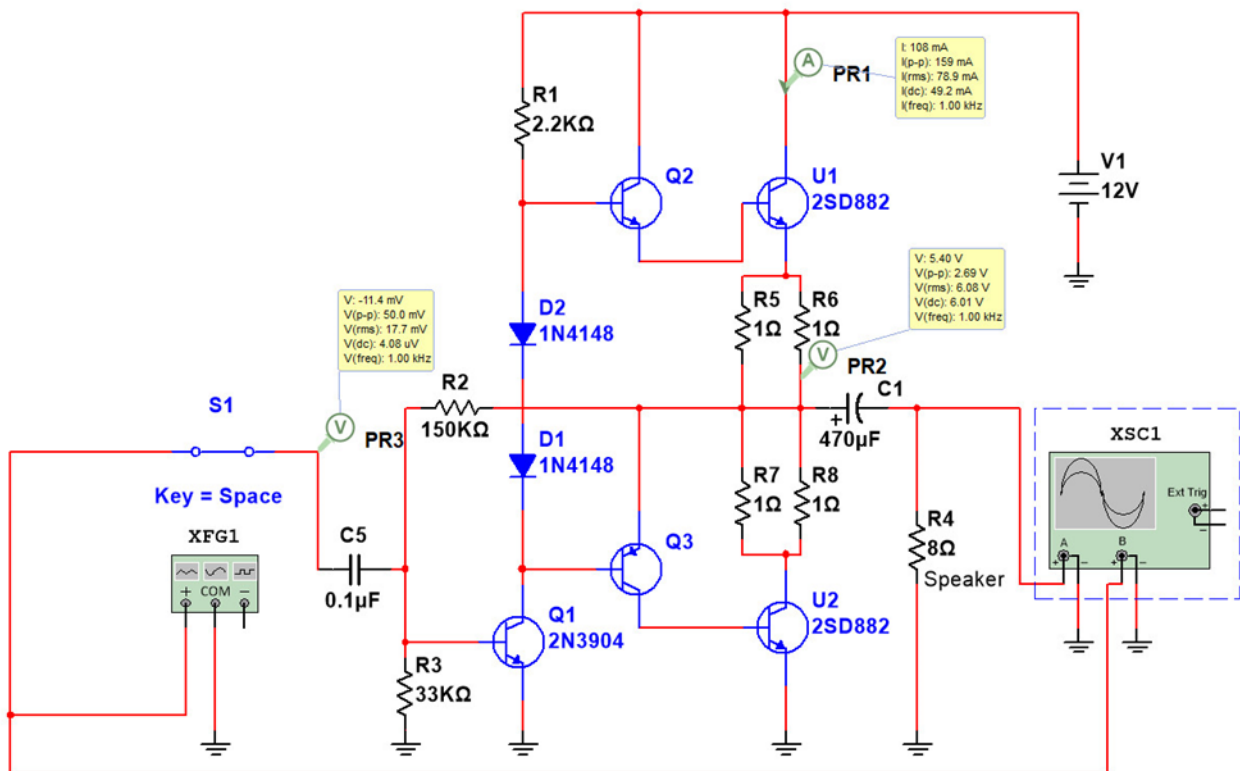 I: 108 mA
I(p-p): 159 mA
I(rms): 78.9 mA
I(dc): 49.2 mA
I(freq): 1.00 kHz
A
PR1
R1
2.2KΩ
Q2
U1
2SD882
V1
12V
V: 5.40 V
V(p-p): 2.69 V
V(rms): 6.08 V
V(dc): 6.01 V
V(freq): 1.00 kHz
V: -11.4 mV
V(p-p): 50.0 mV
V(rms): 17.7 mV
V(dc): 4.08 uV
V(freq): 1.00 kHz
D2
1N4148
R5
1Ω
R6
1Ω
V
PR2
C1
+
470µF
R2
150KΩ
S1
V
PR3
Key = Space
D1
1N4148
R7
1Ω
R8
1Ω
XSC1
Ext Trig
+
−
A
B
+
−
+
−
XFG1
+
COM
−
C5
0.1µF
Q3
R4
8Ω
Speaker
Q1
2N3904
U2
2SD882
R3
33KΩ